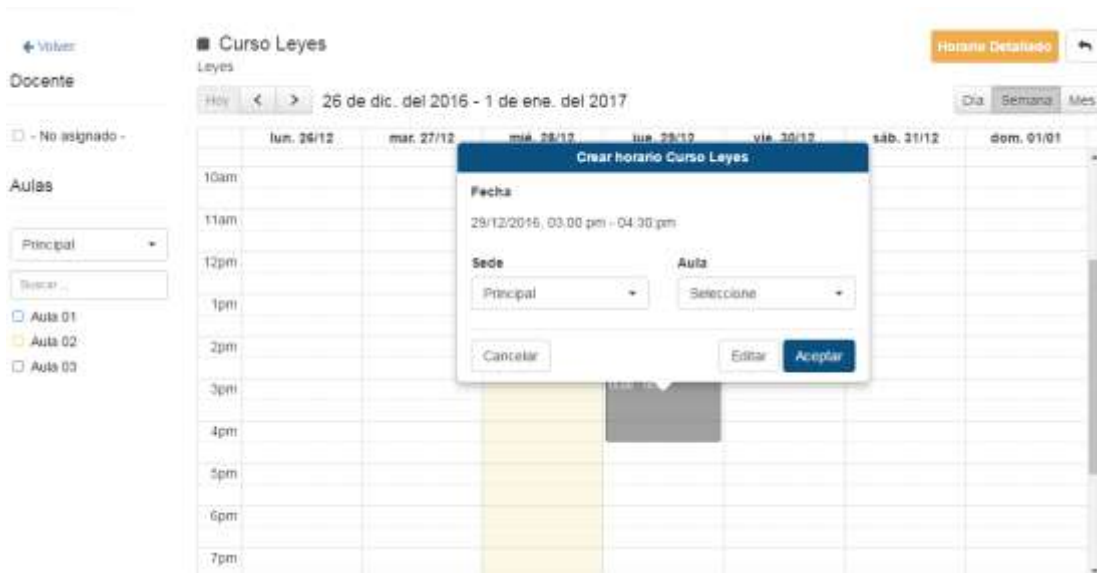 Volver
Docente
- No asignado -
Aulas
Principal
Buscar ...
Aula 01
Aula 02
Aula 03
Curso Leyes
Leyes
Horario Detallado
Hoy
26 de dic. del 2016 - 1 de ene. del 2017
Dia Semana Mes
lun. 26/12 mar. 27/12 mié. 28/12 jue. 29/12 vie. 30/12 sáb. 31/12 dom. 01/01
10am
11am
12pm
1pm
2pm
3pm
4pm
5pm
6pm
7pm
Crear horario Curso Leyes
Fecha
29/12/2016, 03:00 pm - 04:30 pm
Sede Aula
Principal Seleccione
Cancelar Editar Aceptar